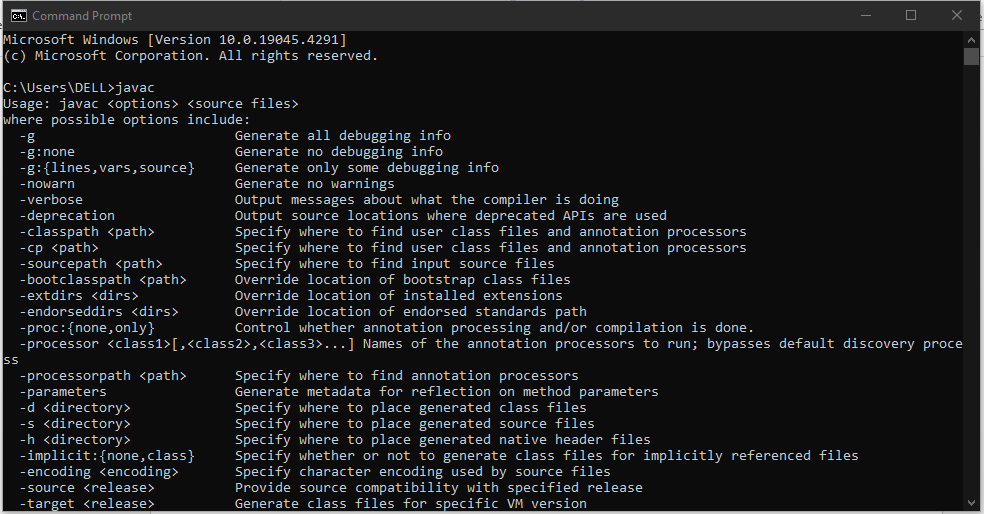 Command Prompt
Microsoft Windows [Version 10.0.19045.4291]
(c) Microsoft Corporation. All rights reserved.
C:\Users\DELL>javac
Usage: javac <options> <source files>
where possible options include:
  -g                         Generate all debugging info
  -g:none                    Generate no debugging info
  -g:{lines,vars,source}     Generate only some debugging info
  -nowarn                    Generate no warnings
  -verbose                   Output messages about what the compiler is doing
  -deprecation               Output source locations where deprecated APIs are used
  -classpath <path>          Specify where to find user class files and annotation processors
  -cp <path>                 Specify where to find user class files and annotation processors
  -sourcepath <path>         Specify where to find input source files
  -bootclasspath <path>      Override location of bootstrap class files
  -extdirs <dirs>            Override location of installed extensions
  -endorseddirs <dirs>       Override location of endorsed standards path
  -proc:{none,only}          Control whether annotation processing and/or compilation is done.
  -processor <class1>[,<class2>,<class3>...] Names of the annotation processors to run; bypasses default discovery proce
ss
  -processorpath <path>      Specify where to find annotation processors
  -parameters                Generate metadata for reflection on method parameters
  -d <directory>             Specify where to place generated class files
  -s <directory>             Specify where to place generated source files
  -h <directory>             Specify where to place generated native header files
  -implicit:{none,class}     Specify whether or not to generate class files for implicitly referenced files
  -encoding <encoding>       Specify character encoding used by source files
  -source <release>          Provide source compatibility with specified release
  -target <release>          Generate class files for specific VM version